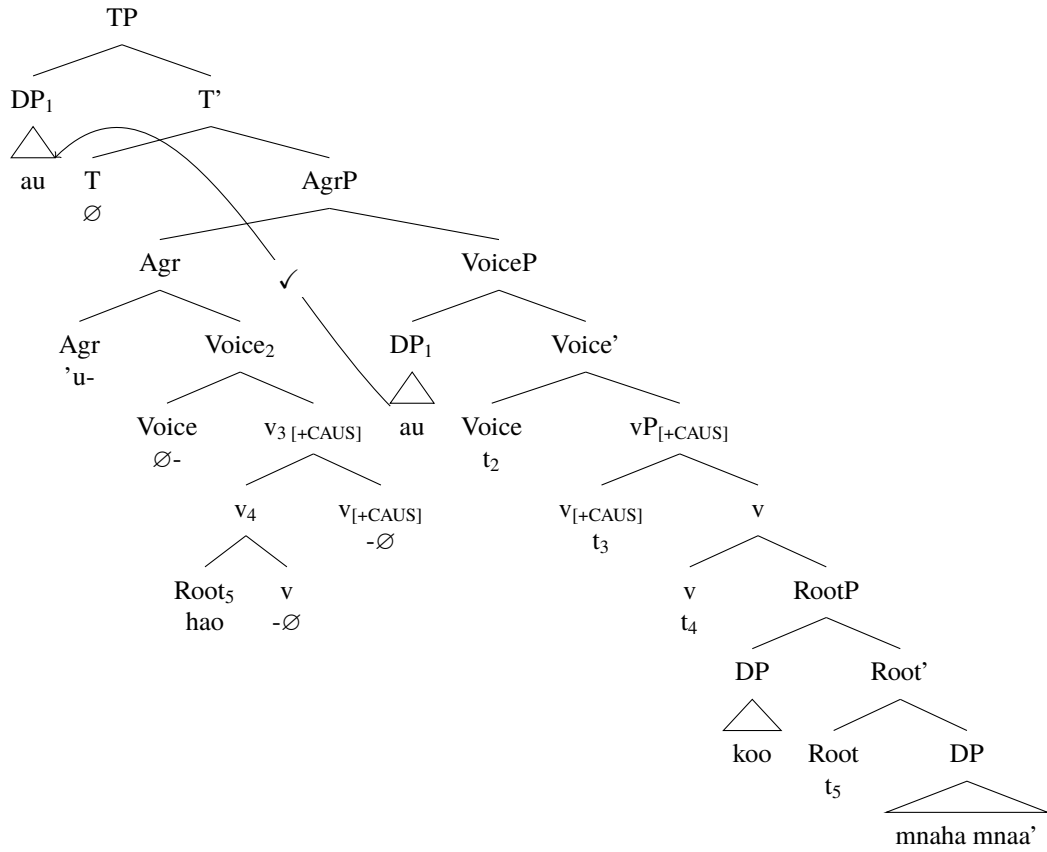 TP
DP₁ T’
au T AgrP
∅
Agr ✓ VoiceP
Agr Voice₂ DP₁ Voice’
’u-
Voice v₃ [+CAUS] au Voice vP[+CAUS]
∅- t₂
v₄ v[+CAUS] v[+CAUS] v
-∅ t₃
Root₅ v v RootP
hao -∅ t₄
DP Root’
koo Root DP
t₅
mnaha mnaa’